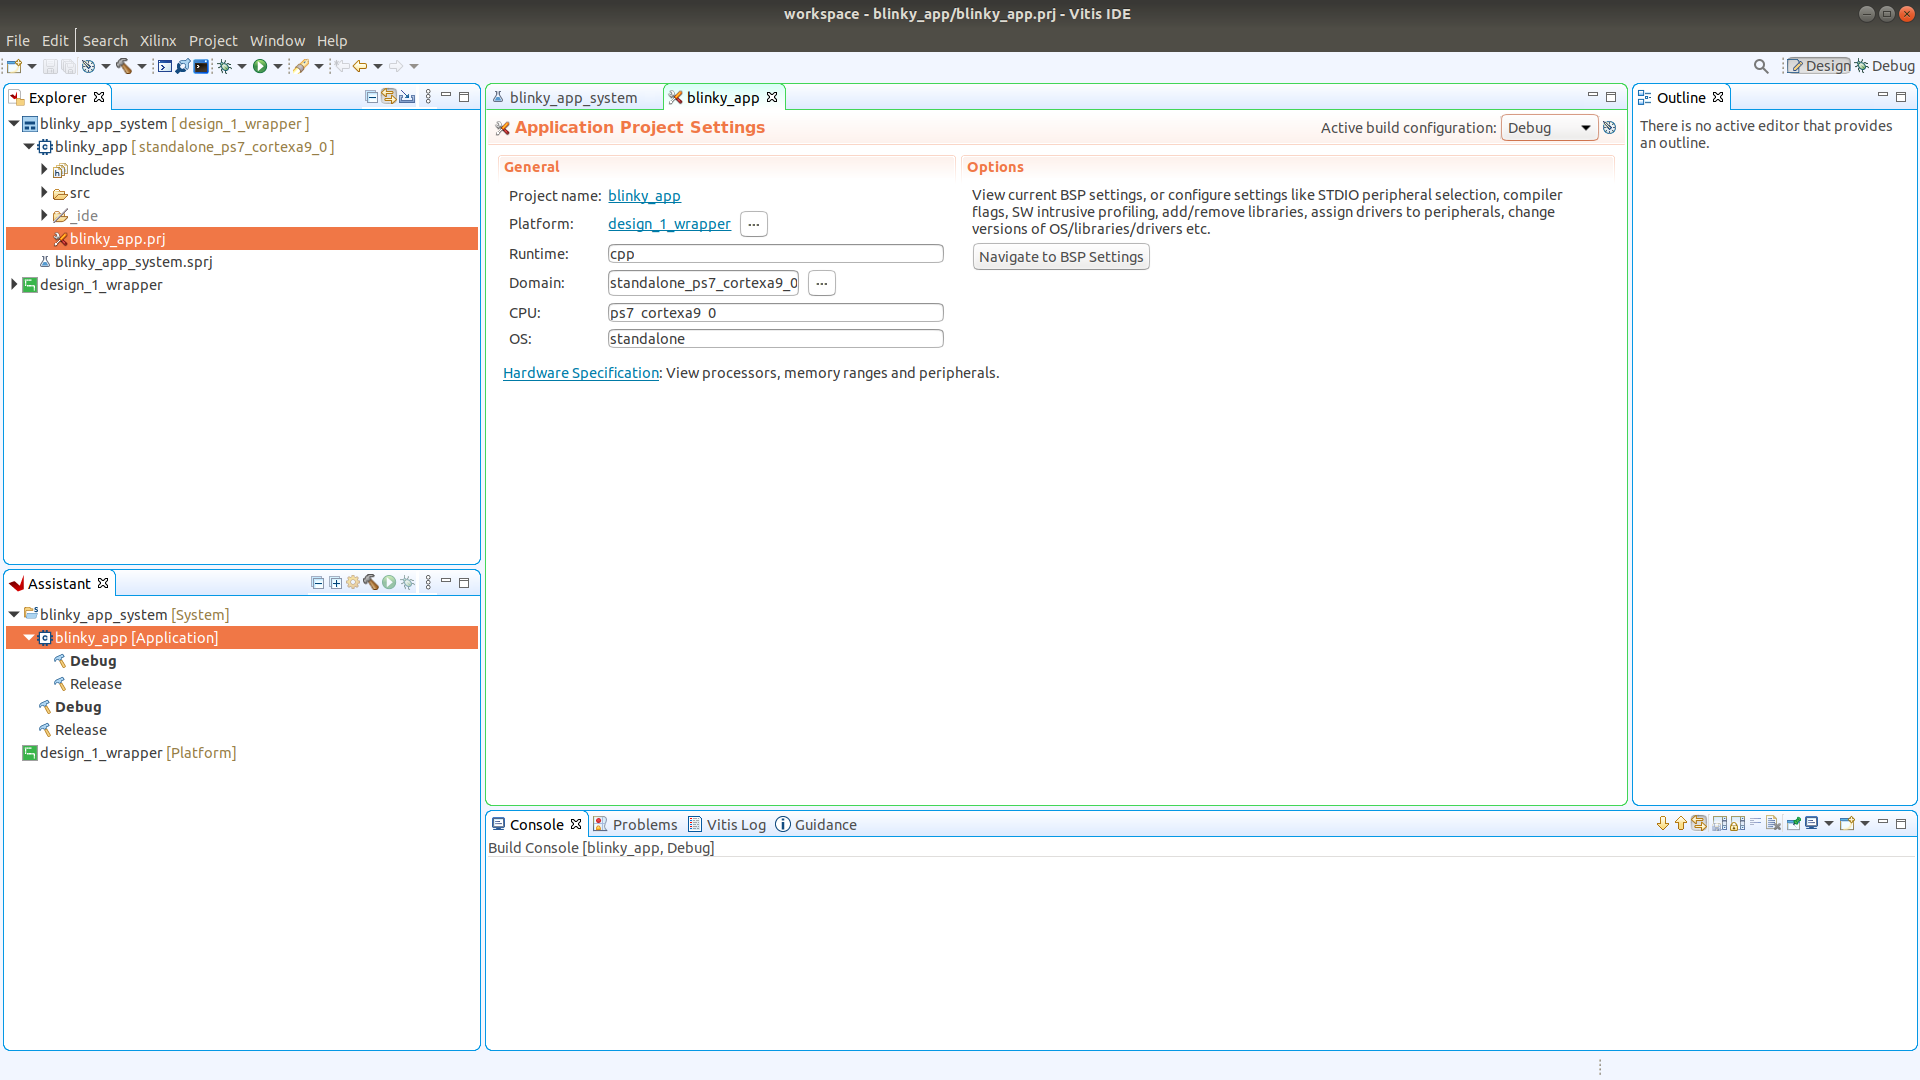 workspace - blinky_app/blinky_app.prj - Vitis IDE
File Edit Search Xilinx Project Window Help
Design Debug
Explorer
blinky_app_system [ design_1_wrapper ]
blinky_app [ standalone_ps7_cortexa9_0 ]
Includes
src
_ide
blinky_app.prj
blinky_app_system.sprj
design_1_wrapper
Assistant
blinky_app_system [System]
blinky_app [Application]
Debug
Release
Debug
Release
design_1_wrapper [Platform]
blinky_app_system blinky_app
Application Project Settings
Active build configuration: Debug
General
Project name: blinky_app
Platform: design_1_wrapper ...
Runtime: cpp
Domain: standalone_ps7_cortexa9_0 ...
CPU: ps7_cortexa9_0
OS: standalone
Hardware Specification: View processors, memory ranges and peripherals.
Options
View current BSP settings, or configure settings like STDIO peripheral selection, compiler
flags, SW intrusive profiling, add/remove libraries, assign drivers to peripherals, change
versions of OS/libraries/drivers etc.
Navigate to BSP Settings
Outline
There is no active editor that provides
an outline.
Console Problems Vitis Log Guidance
Build Console [blinky_app, Debug]